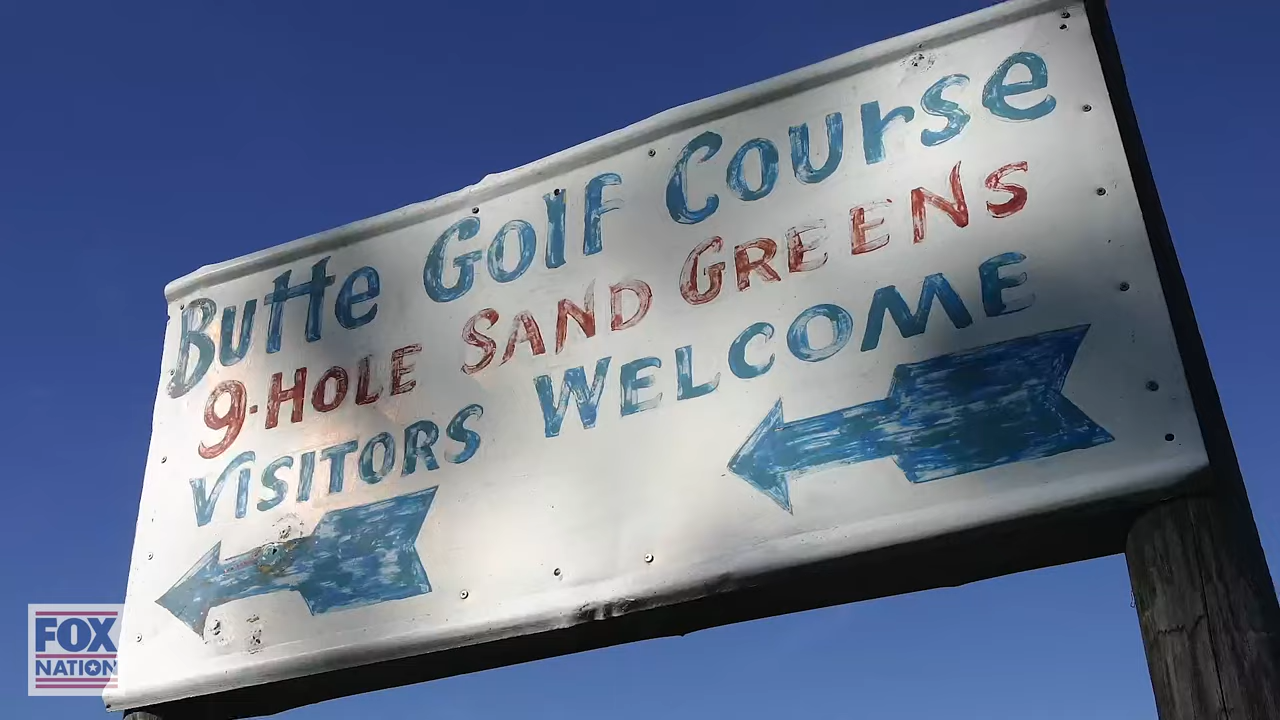 Butte Golf Course
9-HOLE SAND GREENS
VISITORS WELCOME
FOX
NATION